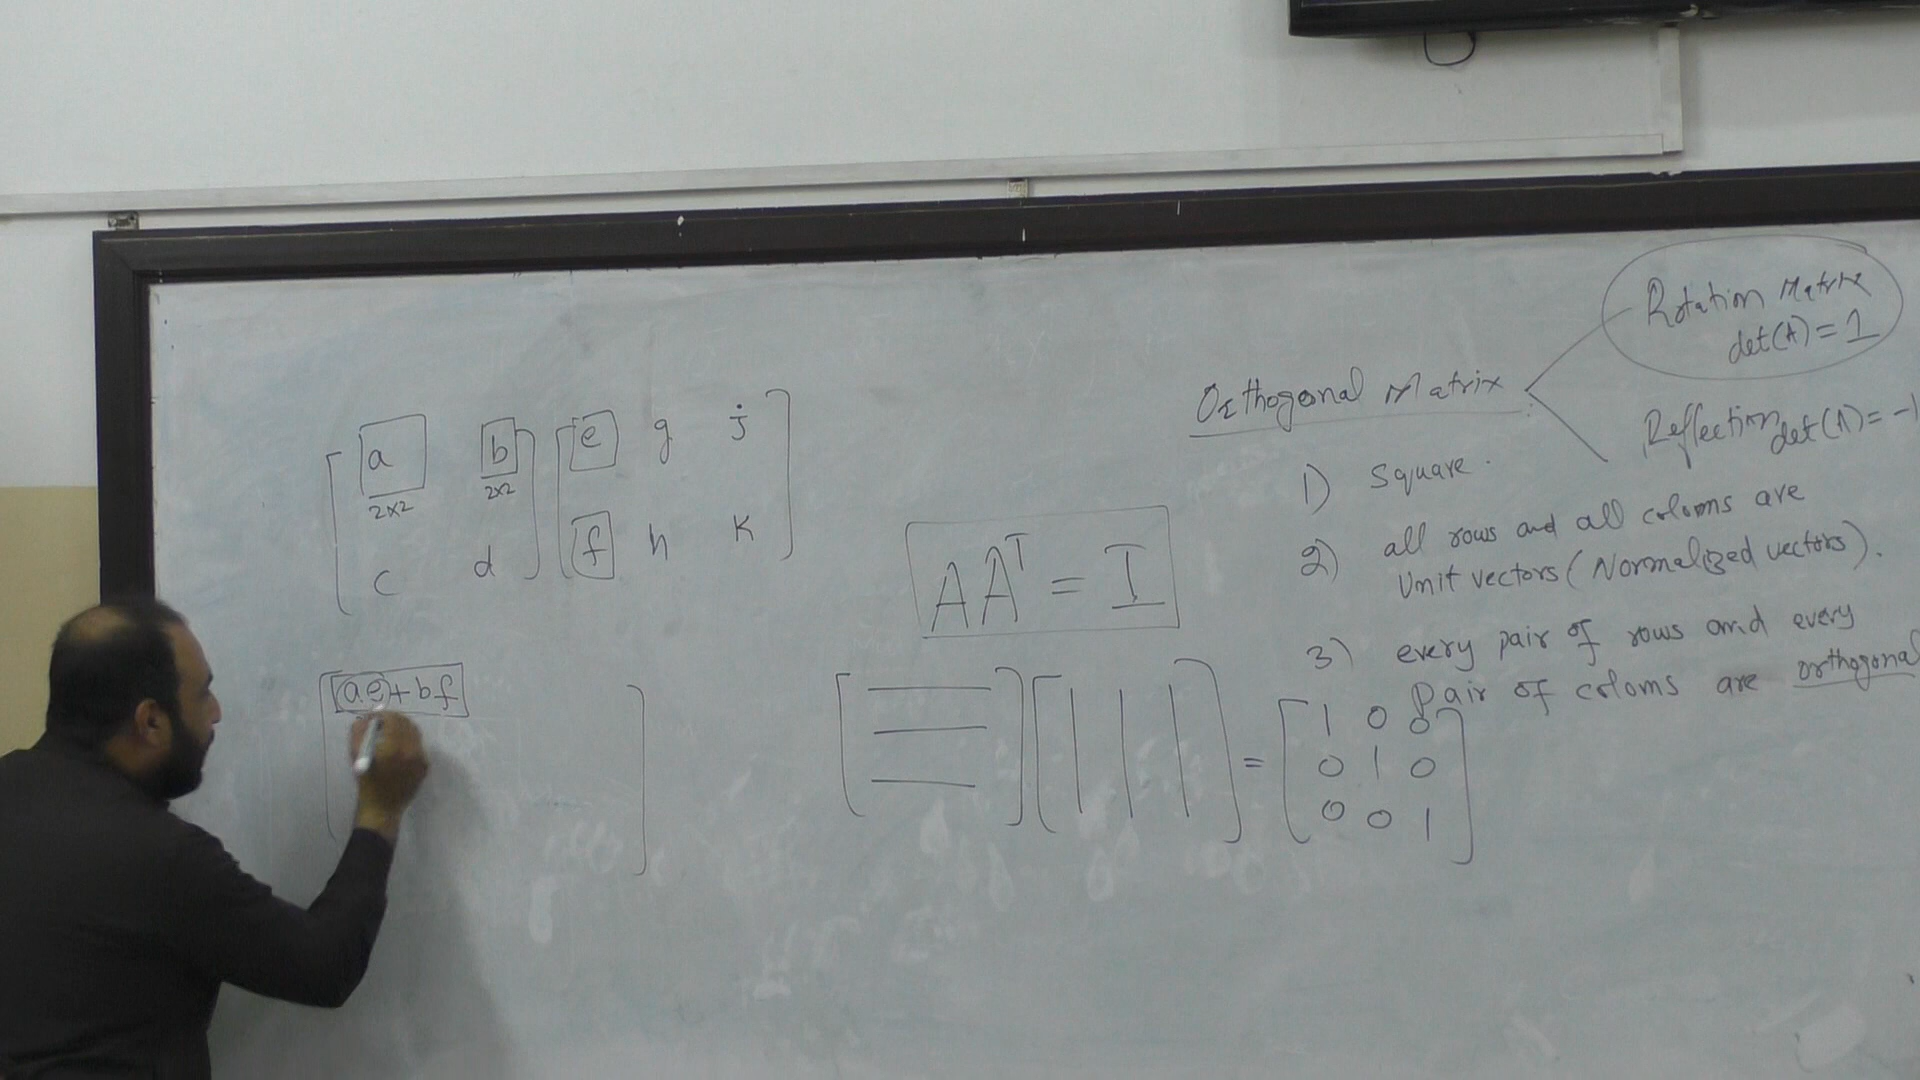 a b e g j
2x2 2x2
c d f h K
ae+bf
AAᵀ = I
=
1 0 0
0 1 0
0 0 1
Orthogonal Matrix
Rotation Matrix
det(A)=1
Reflection det(A)=-1
1) Square.
2) all rows and all coloms are
Unit vectors (Normalized vectors).
3) every pair of rows and every
Pair of coloms are orthogonal